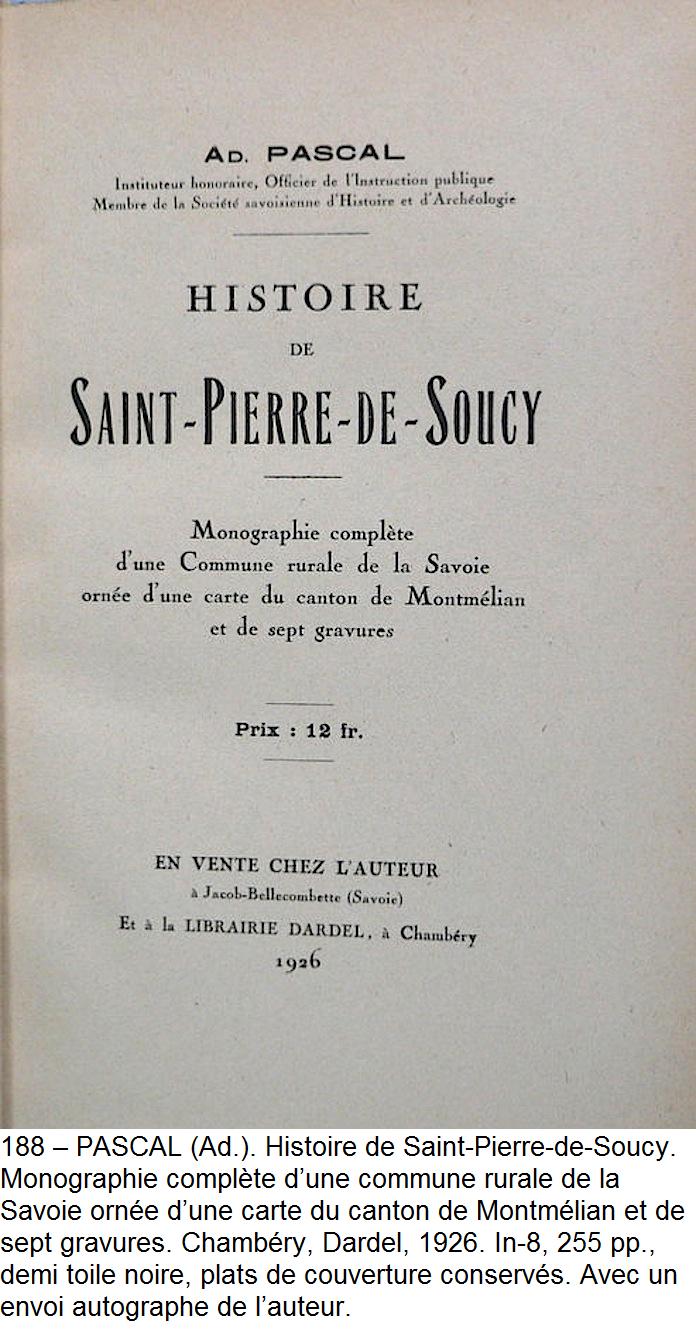 AD. PASCAL
Instituteur honoraire, Officier de l'Instruction publique
Membre de la Société savoisienne d'Histoire et d'Archéologie
HISTOIRE
DE
SAINT-PIERRE-DE-SOUCY
Monographie complète
d'une Commune rurale de la Savoie
ornée d'une carte du canton de Montmélian
et de sept gravures
Prix : 12 fr.
EN VENTE CHEZ L'AUTEUR
à Jacob-Bellecombette (Savoie)
Et à la LIBRAIRIE DARDEL, à Chambéry
1926
188 – PASCAL (Ad.). Histoire de Saint-Pierre-de-Soucy.
Monographie complète d'une commune rurale de la
Savoie ornée d'une carte du canton de Montmélian et de
sept gravures. Chambéry, Dardel, 1926. In-8, 255 pp.,
demi toile noire, plats de couverture conservés. Avec un
envoi autographe de l'auteur.